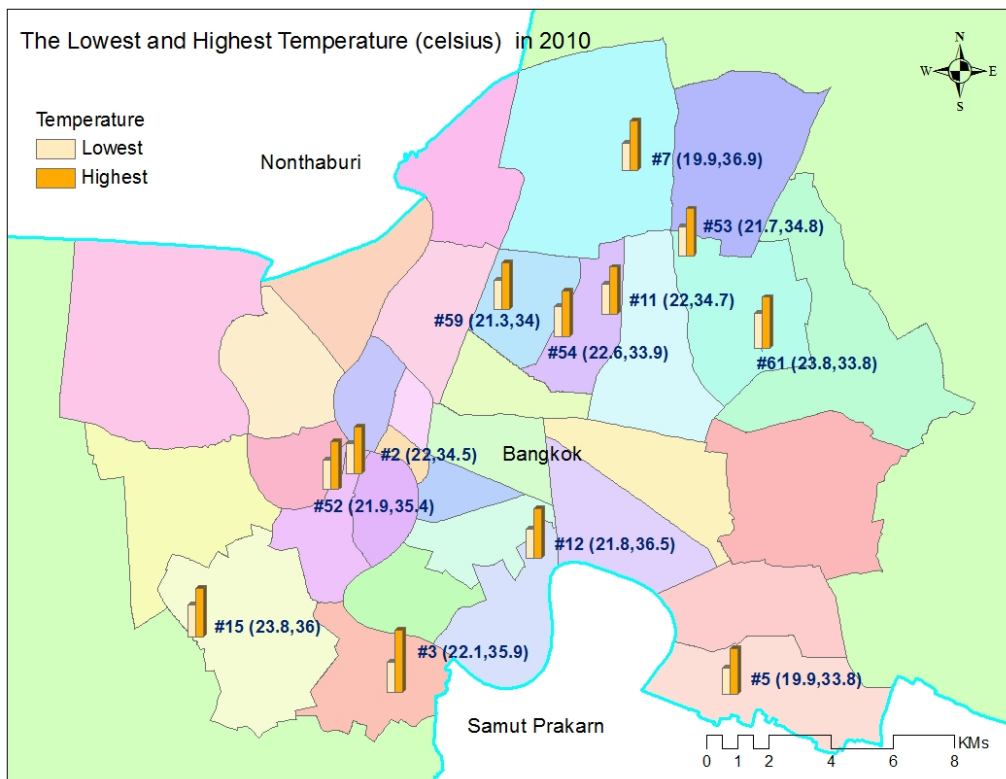 The Lowest and Highest Temperature (celsius) in 2010
N
W E
S
Temperature
Lowest
Highest
Nonthaburi
#7 (19.9,36.9)
#53 (21.7,34.8)
#11 (22,34.7)
#59 (21.3,34)
#54 (22.6,33.9)
#61 (23.8,33.8)
Bangkok
#2 (22,34.5)
#52 (21.9,35.4)
#12 (21.8,36.5)
#15 (23.8,36)
#3 (22.1,35.9)
#5 (19.9,33.8)
Samut Prakarn
KMs
0 1 2 4 6 8